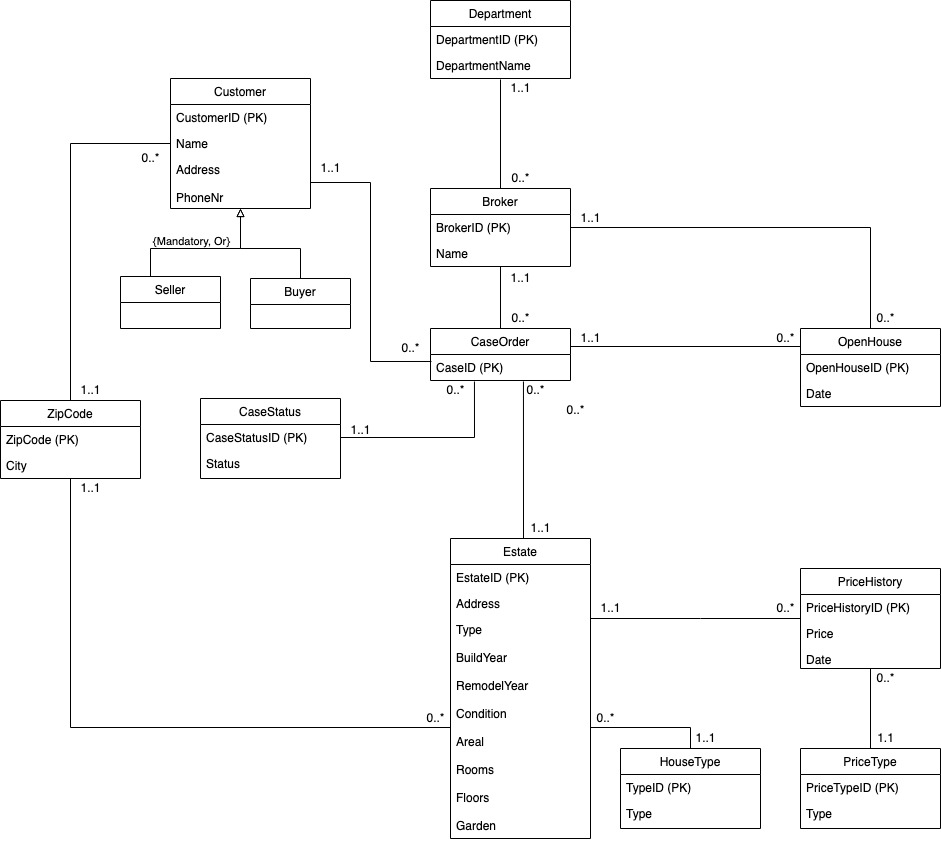 Department
DepartmentID (PK)
DepartmentName
1..1
Customer
CustomerID (PK)
Name
Address
PhoneNr
0..*
1..1
{Mandatory, Or}
Seller
Buyer
0..*
Broker
BrokerID (PK)
Name
1..1
1..1
0..*
0..*
CaseOrder
CaseID (PK)
1..1
0..*
0..*
OpenHouse
OpenHouseID (PK)
Date
0..*
0..*
0..*
1..1
ZipCode
ZipCode (PK)
City
1..1
CaseStatus
CaseStatusID (PK)
Status
1..1
1..1
Estate
EstateID (PK)
Address
Type
BuildYear
RemodelYear
Condition
Areal
Rooms
Floors
Garden
1..1
0..*
PriceHistory
PriceHistoryID (PK)
Price
Date
0..*
0..*
0..*
1..1
1.1
HouseType
TypeID (PK)
Type
PriceType
PriceTypeID (PK)
Type